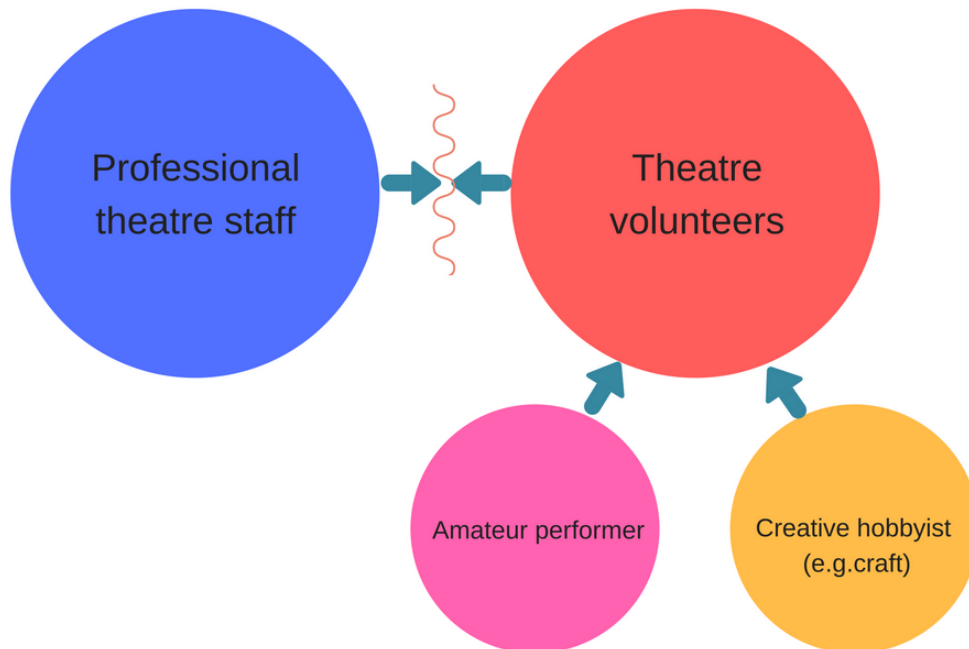 Professional
theatre staff
Theatre
volunteers
Amateur performer
Creative hobbyist
(e.g.craft)